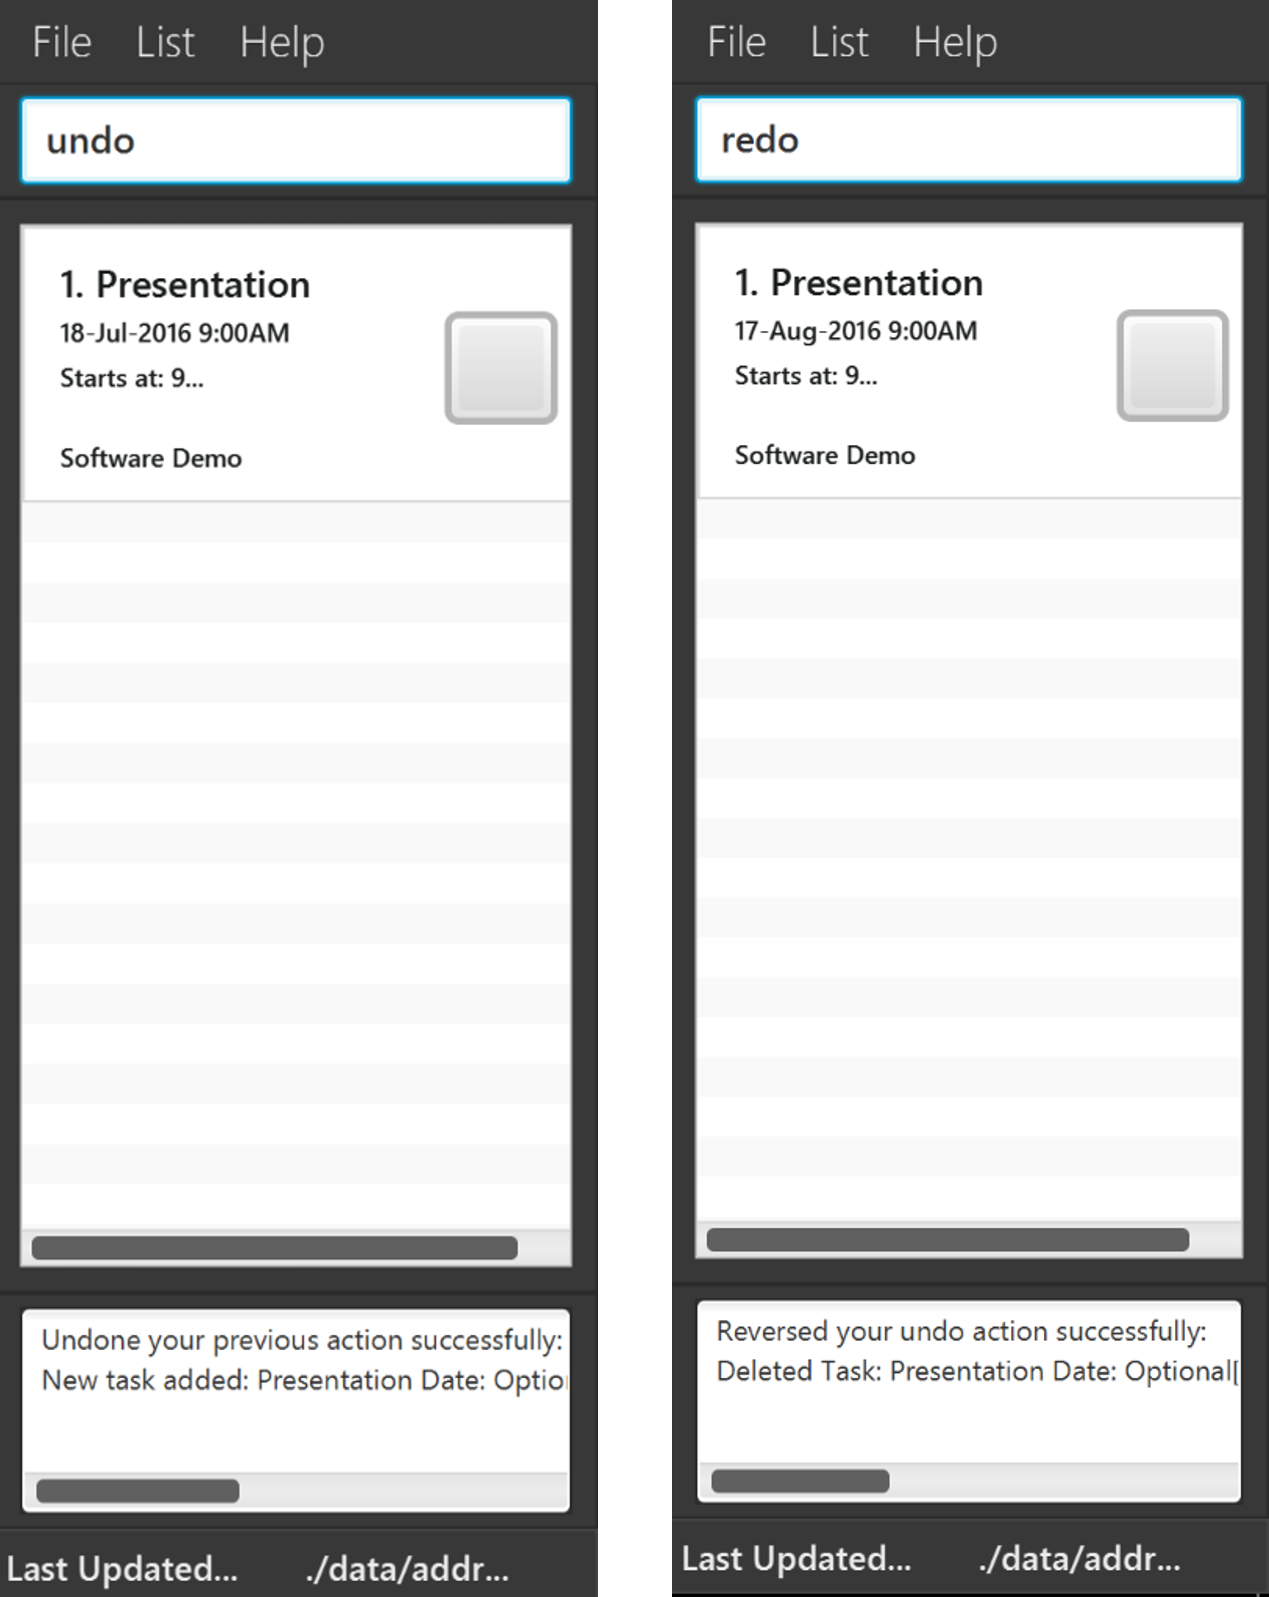 File List Help
undo
1. Presentation
18-Jul-2016 9:00AM
Starts at: 9...
Software Demo
Undone your previous action successfully:
New task added: Presentation Date: Optio
Last Updated... ./data/addr...
File List Help
redo
1. Presentation
17-Aug-2016 9:00AM
Starts at: 9...
Software Demo
Reversed your undo action successfully:
Deleted Task: Presentation Date: Optional[
Last Updated... ./data/addr...